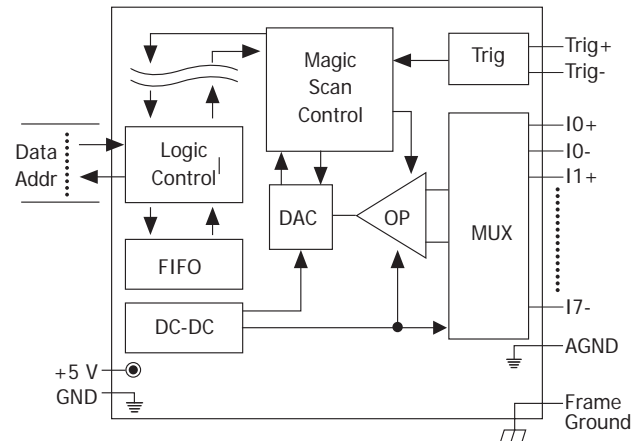 Magic
Scan
Control
Trig
Trig+
Trig-
I0+
I0-
I1+
Data
Addr
Logic
Control
DAC
OP
MUX
FIFO
DC-DC
I7-
AGND
+5 V
GND
Frame
Ground